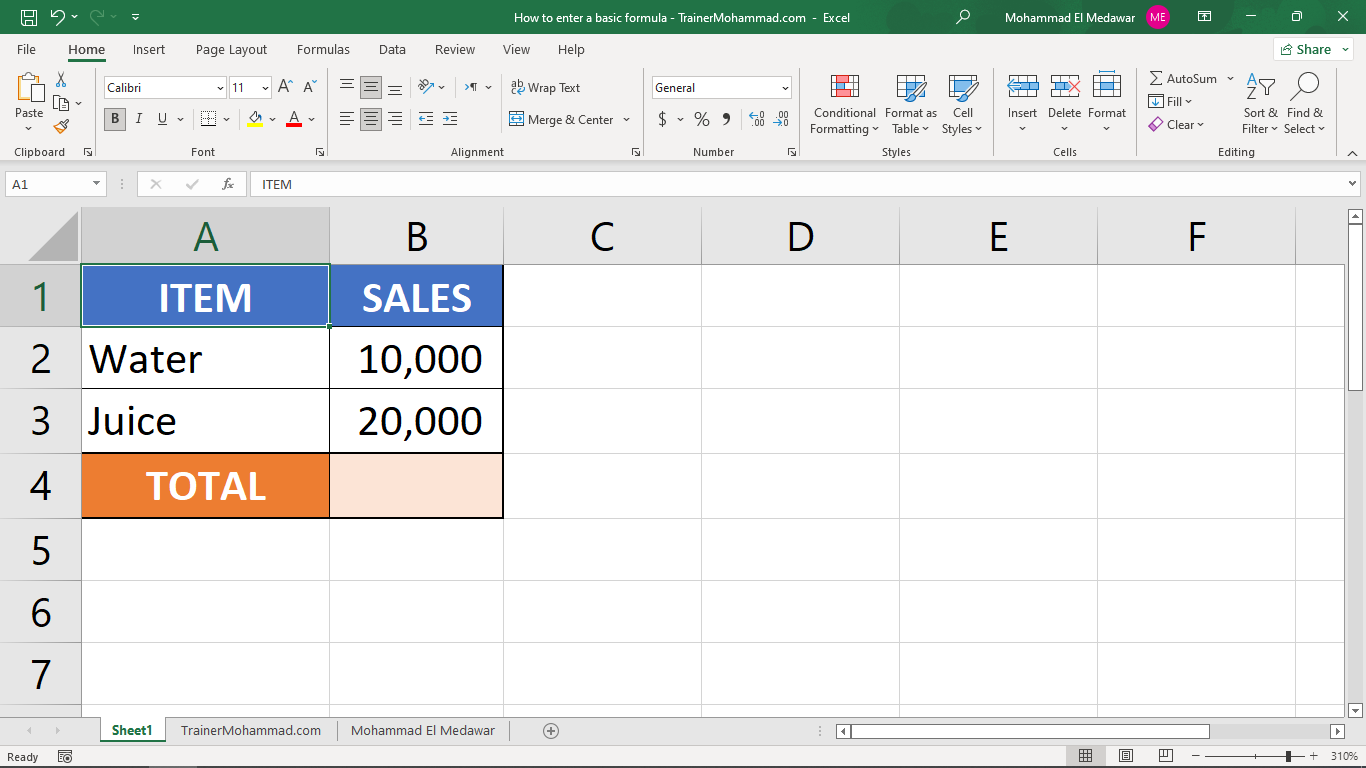 How to enter a basic formula - TrainerMohammad.com - Excel
Mohammad El Medawar
ME
File Home Insert Page Layout Formulas Data Review View Help
Share
Paste
Clipboard
Calibri 11
B I U
A A
Font
ab Wrap Text
Merge & Center
Alignment
General
$ % , .00 .0
Number
Conditional Formatting
Format as Table
Cell Styles
Styles
Insert Delete Format
Cells
AutoSum
Fill
Clear
Sort & Filter
Find & Select
Editing
A1 fx ITEM
A B C D E F
1 ITEM SALES
2 Water 10,000
3 Juice 20,000
4 TOTAL
5
6
7
Sheet1 TrainerMohammad.com Mohammad El Medawar
Ready 310%